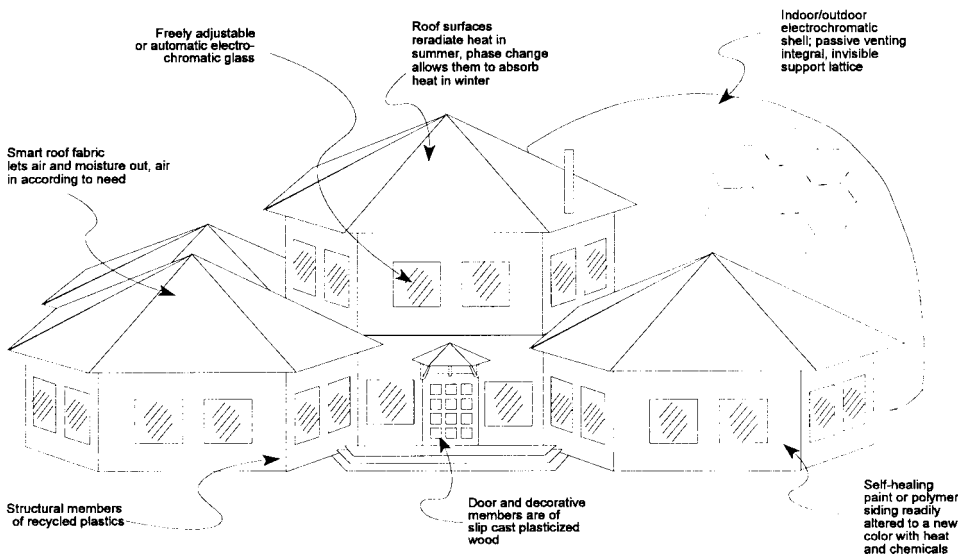 Freely adjustable
or automatic electro-
chromatic glass
Roof surfaces
reradiate heat in
summer, phase change
allows them to absorb
heat in winter
Indoor/outdoor
electrochromatic
shell; passive venting
integral, invisible
support lattice
Smart roof fabric
lets air and moisture out, air
in according to need
Structural members
of recycled plastics
Door and decorative
members are of
slip cast plasticized
wood
Self-healing
paint or polymer
siding readily
altered to a new
color with heat
and chemicals